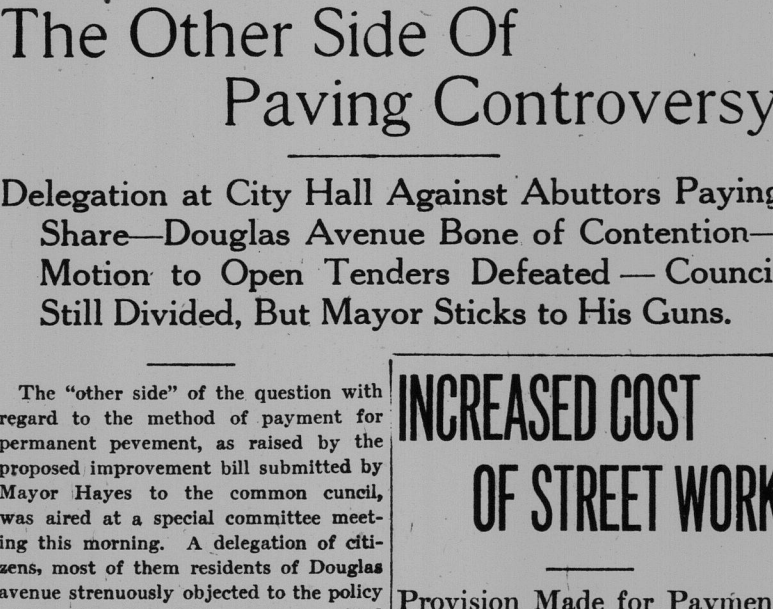 The Other Side Of
Paving Controversy
Delegation at City Hall Against Abuttors Paying
Share—Douglas Avenue Bone of Contention—
Motion to Open Tenders Defeated — Counci
Still Divided, But Mayor Sticks to His Guns.
The "other side" of the question with
regard to the method of payment for
permanent pevement, as raised by the
proposed improvement bill submitted by
Mayor Hayes to the common cuncil,
was aired at a special committee meet-
ing this morning. A delegation of citi-
zens, most of them residents of Douglas
avenue strenuously objected to the policy
INCREASED COST
OF STREET WORK
Provision Made for Paymen